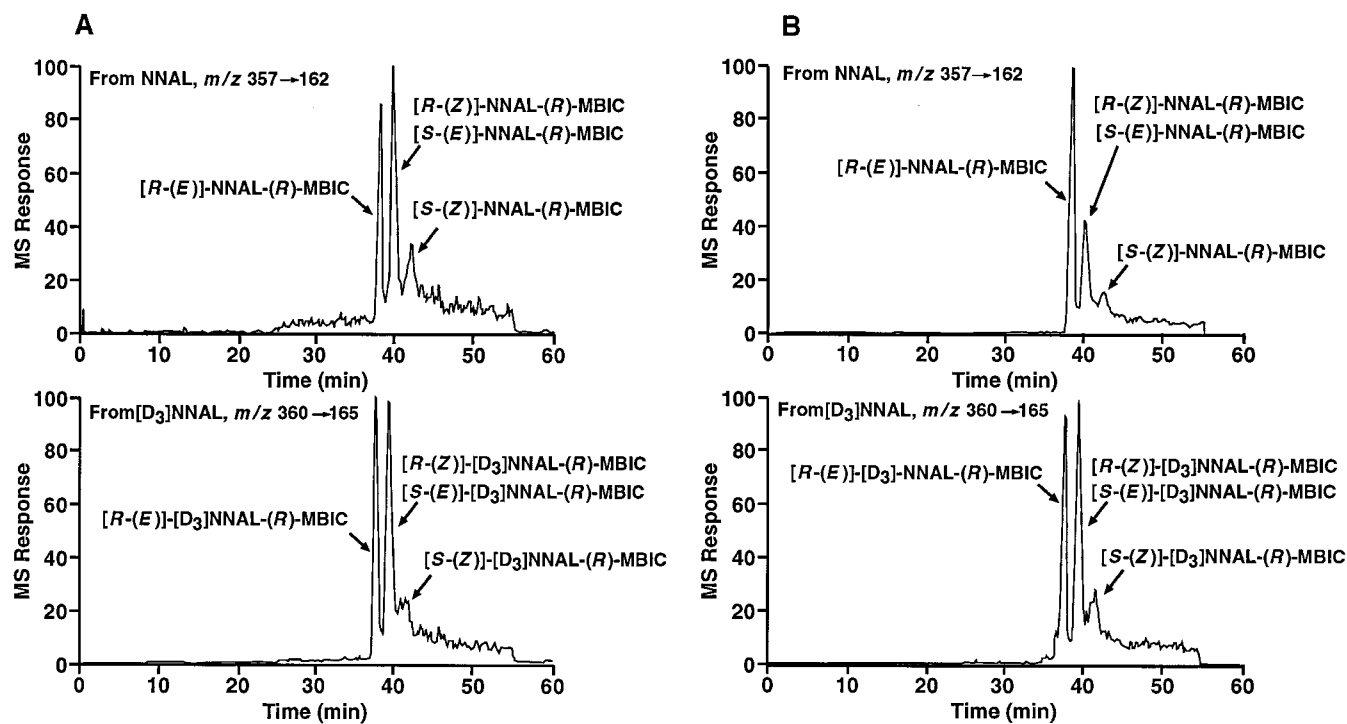 A
From NNAL, m/z 357→162
[R-(Z)]-NNAL-(R)-MBIC
[S-(E)]-NNAL-(R)-MBIC
[R-(E)]-NNAL-(R)-MBIC
[S-(Z)]-NNAL-(R)-MBIC
MS Response
100
80
60
40
20
0
0 10 20 30 40 50 60
Time (min)
From[D3]NNAL, m/z 360→165
[R-(Z)]-[D3]NNAL-(R)-MBIC
[S-(E)]-[D3]NNAL-(R)-MBIC
[R-(E)]-[D3]NNAL-(R)-MBIC
[S-(Z)]-[D3]NNAL-(R)-MBIC
MS Response
100
80
60
40
20
0
0 10 20 30 40 50 60
Time (min)
B
From NNAL, m/z 357→162
[R-(Z)]-NNAL-(R)-MBIC
[S-(E)]-NNAL-(R)-MBIC
[R-(E)]-NNAL-(R)-MBIC
[S-(Z)]-NNAL-(R)-MBIC
MS Response
100
80
60
40
20
0
0 10 20 30 40 50 60
Time (min)
From[D3]NNAL, m/z 360→165
[R-(E)]-[D3]-NNAL-(R)-MBIC
[R-(Z)]-[D3]NNAL-(R)-MBIC
[S-(E)]-[D3]NNAL-(R)-MBIC
[S-(Z)]-[D3]NNAL-(R)-MBIC
MS Response
100
80
60
40
20
0
0 10 20 30 40 50 60
Time (min)